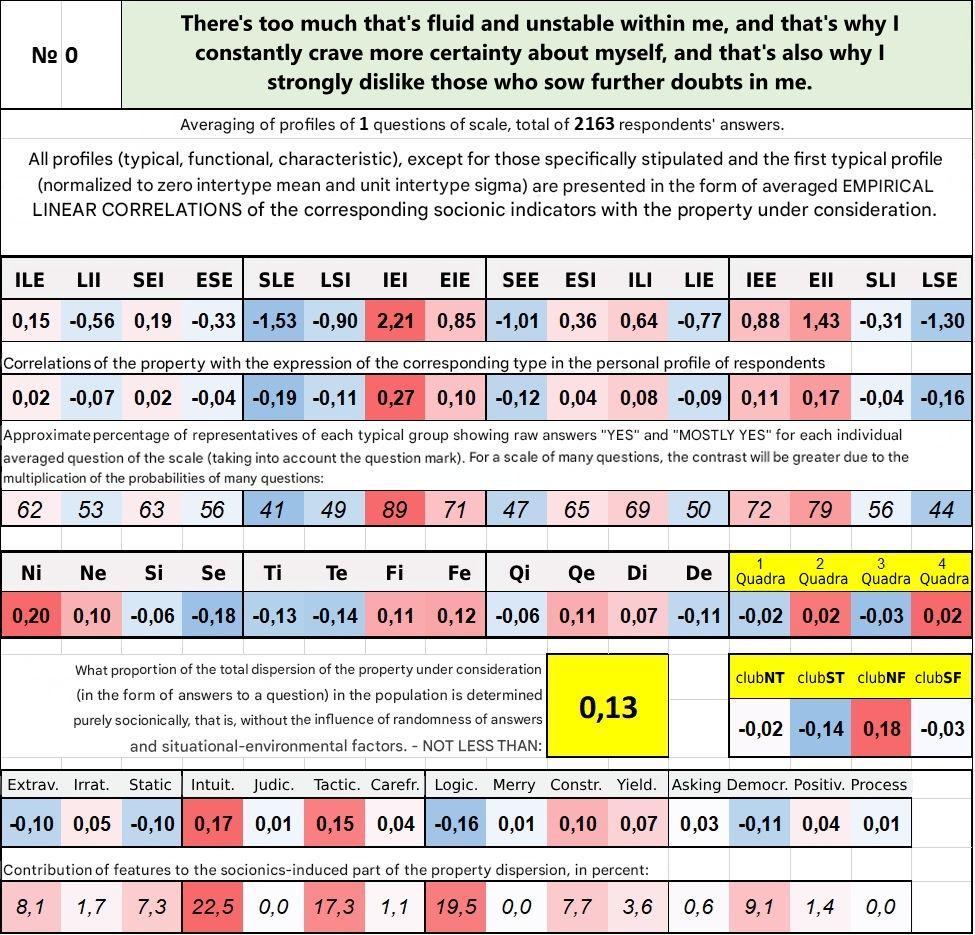 № 0
There's too much that's fluid and unstable within me, and that's why I
constantly crave more certainty about myself, and that's also why I
strongly dislike those who sow further doubts in me.
Averaging of profiles of 1 questions of scale, total of 2163 respondents' answers.
All profiles (typical, functional, characteristic), except for those specifically stipulated and the first typical profile
(normalized to zero intertype mean and unit intertype sigma) are presented in the form of averaged EMPIRICAL
LINEAR CORRELATIONS of the corresponding socionic indicators with the property under consideration.
ILE LII SEI ESE SLE LSI IEI EIE SEE ESI ILI LIE IEE EII SLI LSE
0,15 -0,56 0,19 -0,33 -1,53 -0,90 2,21 0,85 -1,01 0,36 0,64 -0,77 0,88 1,43 -0,31 -1,30
Correlations of the property with the expression of the corresponding type in the personal profile of respondents
0,02 -0,07 0,02 -0,04 -0,19 -0,11 0,27 0,10 -0,12 0,04 0,08 -0,09 0,11 0,17 -0,04 -0,16
Approximate percentage of representatives of each typical group showing raw answers "YES" and "MOSTLY YES" for each individual
averaged question of the scale (taking into account the question mark). For a scale of many questions, the contrast will be greater due to the
multiplication of the probabilities of many questions:
62 53 63 56 41 49 89 71 47 65 69 50 72 79 56 44
Ni Ne Si Se Ti Te Fi Fe Qi Qe Di De 1 Quadra 2 Quadra 3 Quadra 4 Quadra
0,20 0,10 -0,06 -0,18 -0,13 -0,14 0,11 0,12 -0,06 0,11 0,07 -0,11 -0,02 0,02 -0,03 0,02
What proportion of the total dispersion of the property under consideration
(in the form of answers to a question) in the population is determined
purely socionically, that is, without the influence of randomness of answers
and situational-environmental factors. - NOT LESS THAN:
0,13
clubNT clubST clubNF clubSF
-0,02 -0,14 0,18 -0,03
Extrav. Irrat. Static Intuit. Judic. Tactic. Carefr. Logic. Merry Constr. Yield. Asking Democr. Positiv. Process
-0,10 0,05 -0,10 0,17 0,01 0,15 0,04 -0,16 0,01 0,10 0,07 0,03 -0,11 0,04 0,01
Contribution of features to the socionics-induced part of the property dispersion, in percent:
8,1 1,7 7,3 22,5 0,0 17,3 1,1 19,5 0,0 7,7 3,6 0,6 9,1 1,4 0,0